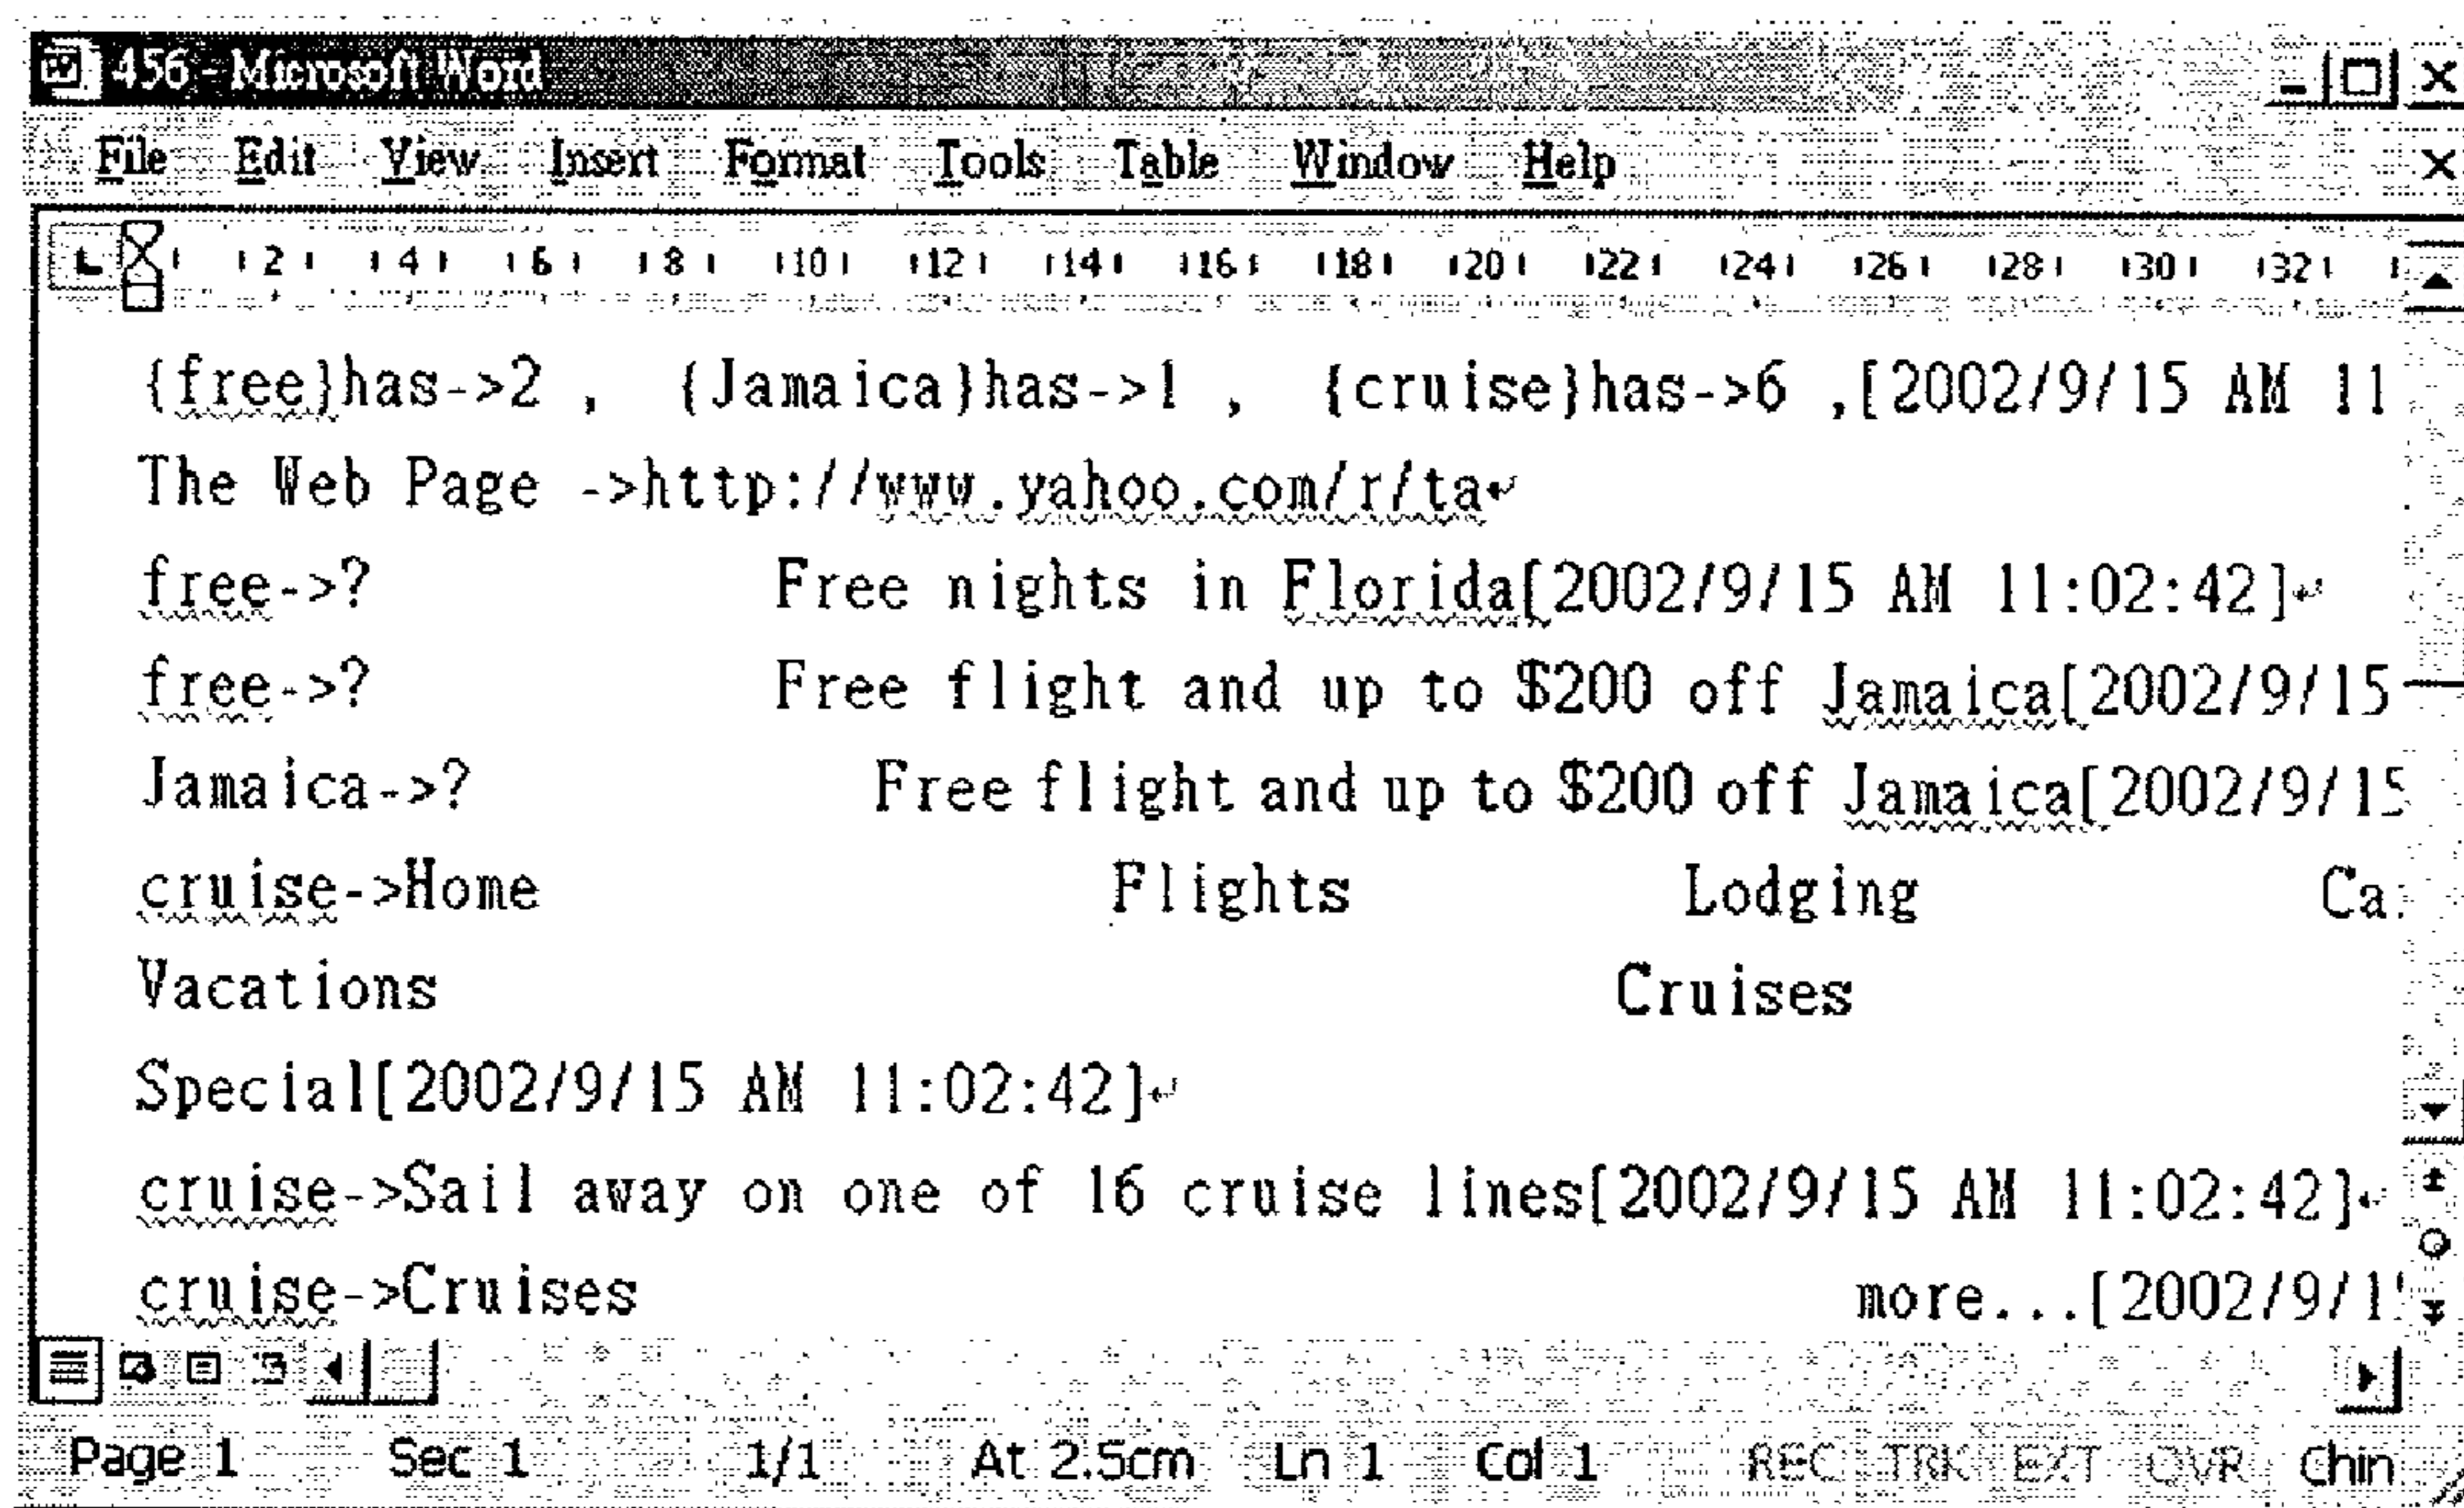 456 - Microsoft Word
File Edit View Insert Format Tools Table Window Help
2 4 6 8 10 12 14 16 18 20 22 24 26 28 30 32
{free}has->2 , {Jamaica}has->1 , {cruise}has->6 ,[2002/9/15 AM 11
The Web Page ->http://www.yahoo.com/r/ta
free->? Free nights in Florida[2002/9/15 AM 11:02:42]
free->? Free flight and up to $200 off Jamaica[2002/9/15
Jamaica->? Free flight and up to $200 off Jamaica[2002/9/15
cruise->Home Flights Lodging Ca
Vacations Cruises
Special[2002/9/15 AM 11:02:42]
cruise->Sail away on one of 16 cruise lines[2002/9/15 AM 11:02:42]
cruise->Cruises more...[2002/9/1
Page 1 Sec 1 1/1 At 2.5cm Ln 1 Col 1 REC TRK EXT OVR Chin